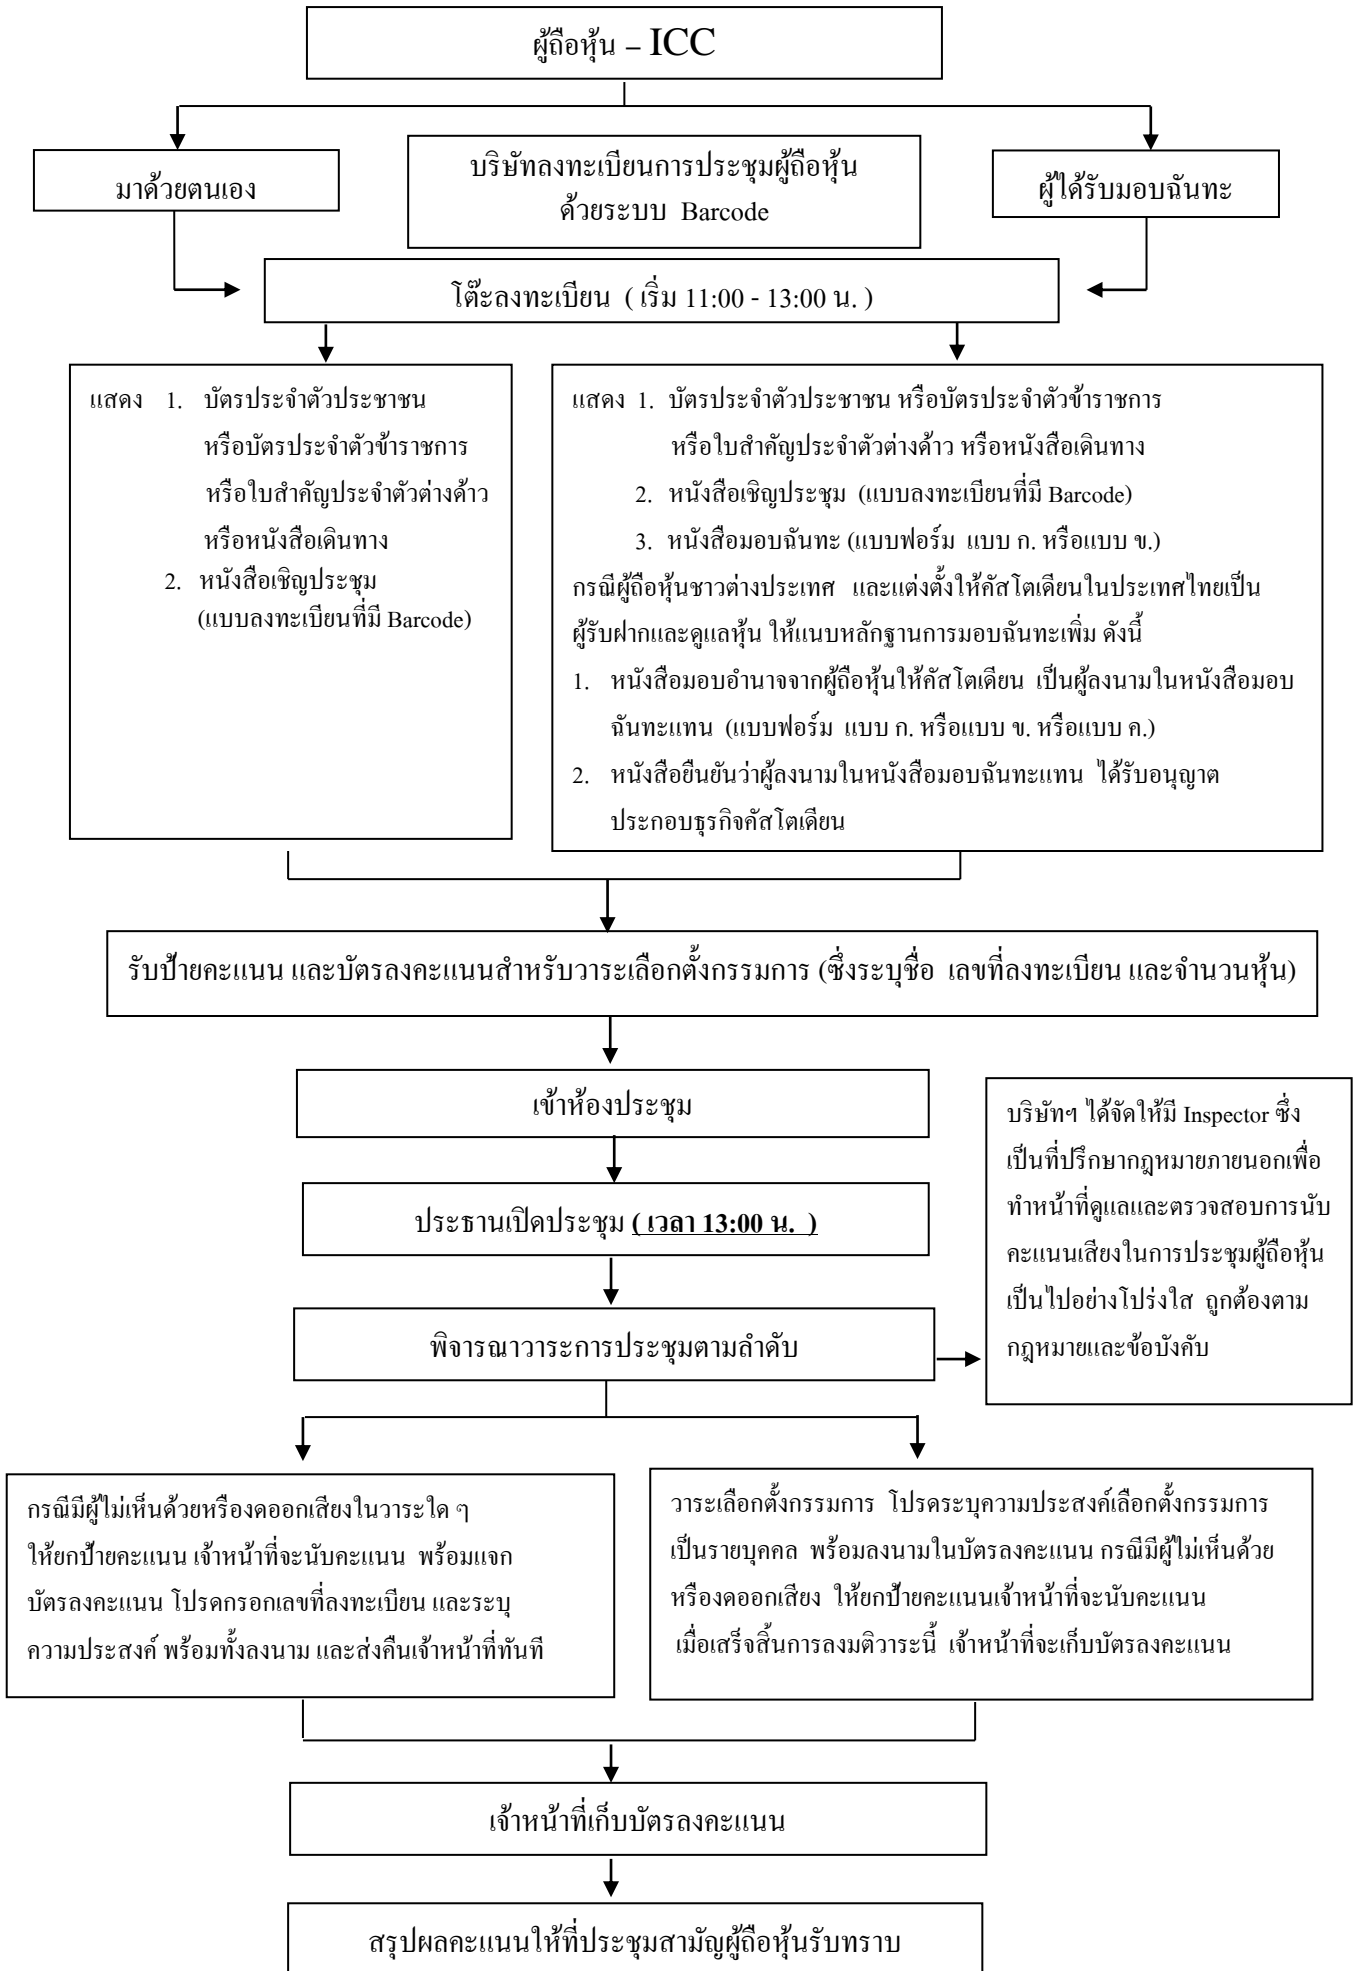 ผู้ถือหุ้น – ICC
มาด้วยตนเอง
บริษัทลงทะเบียนการประชุมผู้ถือหุ้น
ด้วยระบบ Barcode
ผู้ได้รับมอบฉันทะ
โต๊ะลงทะเบียน ( เริ่ม 11:00 - 13:00 น. )
แสดง 1. บัตรประจำตัวประชาชน
หรือบัตรประจำตัวข้าราชการ
หรือใบสำคัญประจำตัวต่างด้าว
หรือหนังสือเดินทาง
2. หนังสือเชิญประชุม
(แบบลงทะเบียนที่มี Barcode)
แสดง 1. บัตรประจำตัวประชาชน หรือบัตรประจำตัวข้าราชการ
หรือใบสำคัญประจำตัวต่างด้าว หรือหนังสือเดินทาง
2. หนังสือเชิญประชุม (แบบลงทะเบียนที่มี Barcode)
3. หนังสือมอบฉันทะ (แบบฟอร์ม แบบ ก. หรือแบบ ข.)
กรณีผู้ถือหุ้นชาวต่างประเทศ และแต่งตั้งให้คัสโตเดียนในประเทศไทยเป็น
ผู้รับฝากและดูแลหุ้น ให้แนบหลักฐานการมอบฉันทะเพิ่ม ดังนี้
1. หนังสือมอบอำนาจจากผู้ถือหุ้นให้คัสโตเดียน เป็นผู้ลงนามในหนังสือมอบ
ฉันทะแทน (แบบฟอร์ม แบบ ก. หรือแบบ ข. หรือแบบ ค.)
2. หนังสือยืนยันว่าผู้ลงนามในหนังสือมอบฉันทะแทน ได้รับอนุญาต
ประกอบธุรกิจคัสโตเดียน
รับป้ายคะแนน และบัตรลงคะแนนสำหรับวาระเลือกตั้งกรรมการ (ซึ่งระบุชื่อ เลขที่ลงทะเบียน และจำนวนหุ้น)
เข้าห้องประชุม
ประธานเปิดประชุม ( เวลา 13:00 น. )
พิจารณาวาระการประชุมตามลำดับ
บริษัทฯ ได้จัดให้มี Inspector ซึ่ง
เป็นที่ปรึกษากฎหมายภายนอกเพื่อ
ทำหน้าที่ดูแลและตรวจสอบการนับ
คะแนนเสียงในการประชุมผู้ถือหุ้น
เป็นไปอย่างโปร่งใส ถูกต้องตาม
กฎหมายและข้อบังคับ
กรณีมีผู้ไม่เห็นด้วยหรืองดออกเสียงในวาระใด ๆ
ให้ยกป้ายคะแนน เจ้าหน้าที่จะนับคะแนน พร้อมแจก
บัตรลงคะแนน โปรดกรอกเลขที่ลงทะเบียน และระบุ
ความประสงค์ พร้อมทั้งลงนาม และส่งคืนเจ้าหน้าที่ทันที
วาระเลือกตั้งกรรมการ โปรดระบุความประสงค์เลือกตั้งกรรมการ
เป็นรายบุคคล พร้อมลงนามในบัตรลงคะแนน กรณีมีผู้ไม่เห็นด้วย
หรืองดออกเสียง ให้ยกป้ายคะแนนเจ้าหน้าที่จะนับคะแนน
เมื่อเสร็จสิ้นการลงมติวาระนี้ เจ้าหน้าที่จะเก็บบัตรลงคะแนน
เจ้าหน้าที่เก็บบัตรลงคะแนน
สรุปผลคะแนนให้ที่ประชุมสามัญผู้ถือหุ้นรับทราบ